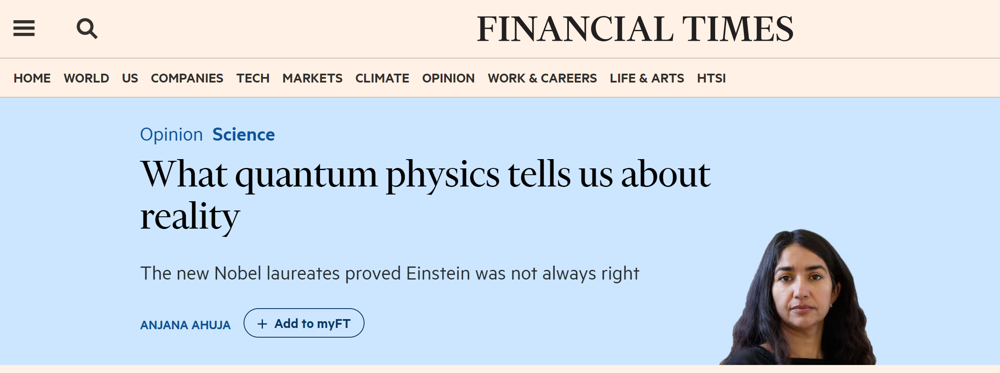 FINANCIAL TIMES
HOME WORLD US COMPANIES TECH MARKETS CLIMATE OPINION WORK & CAREERS LIFE & ARTS HTSI
Opinion Science
What quantum physics tells us about
reality
The new Nobel laureates proved Einstein was not always right
ANJANA AHUJA + Add to myFT